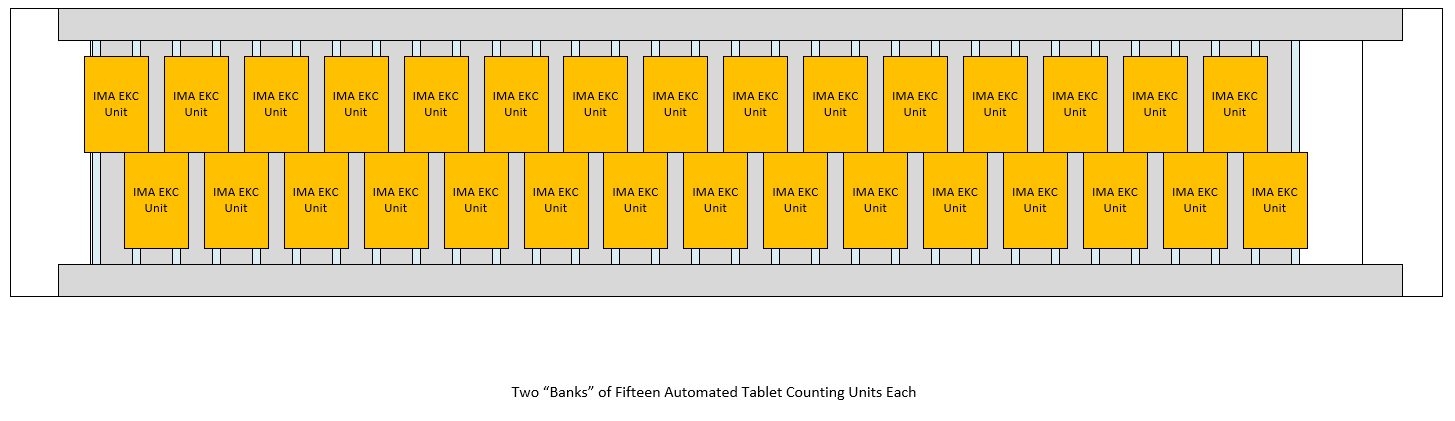 IMA EKC
Unit
IMA EKC
Unit
IMA EKC
Unit
IMA EKC
Unit
IMA EKC
Unit
IMA EKC
Unit
IMA EKC
Unit
IMA EKC
Unit
IMA EKC
Unit
IMA EKC
Unit
IMA EKC
Unit
IMA EKC
Unit
IMA EKC
Unit
IMA EKC
Unit
IMA EKC
Unit
IMA EKC
Unit
IMA EKC
Unit
IMA EKC
Unit
IMA EKC
Unit
IMA EKC
Unit
IMA EKC
Unit
IMA EKC
Unit
IMA EKC
Unit
IMA EKC
Unit
IMA EKC
Unit
IMA EKC
Unit
IMA EKC
Unit
IMA EKC
Unit
IMA EKC
Unit
IMA EKC
Unit
Two “Banks” of Fifteen Automated Tablet Counting Units Each